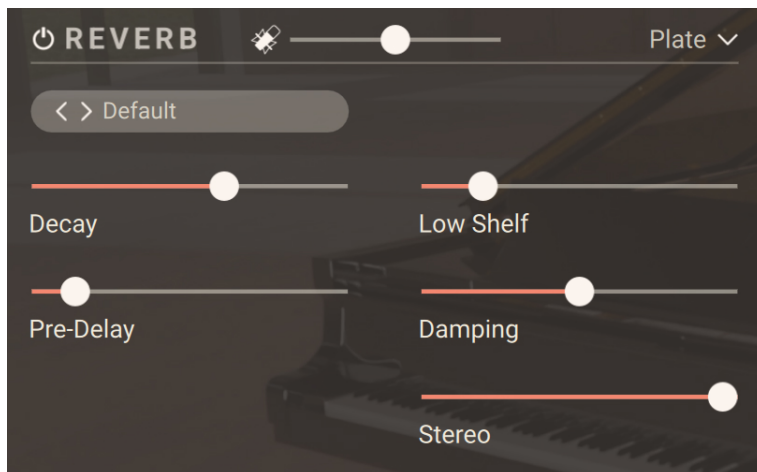 REVERB Plate
Default
Decay Low Shelf
Pre-Delay Damping
Stereo